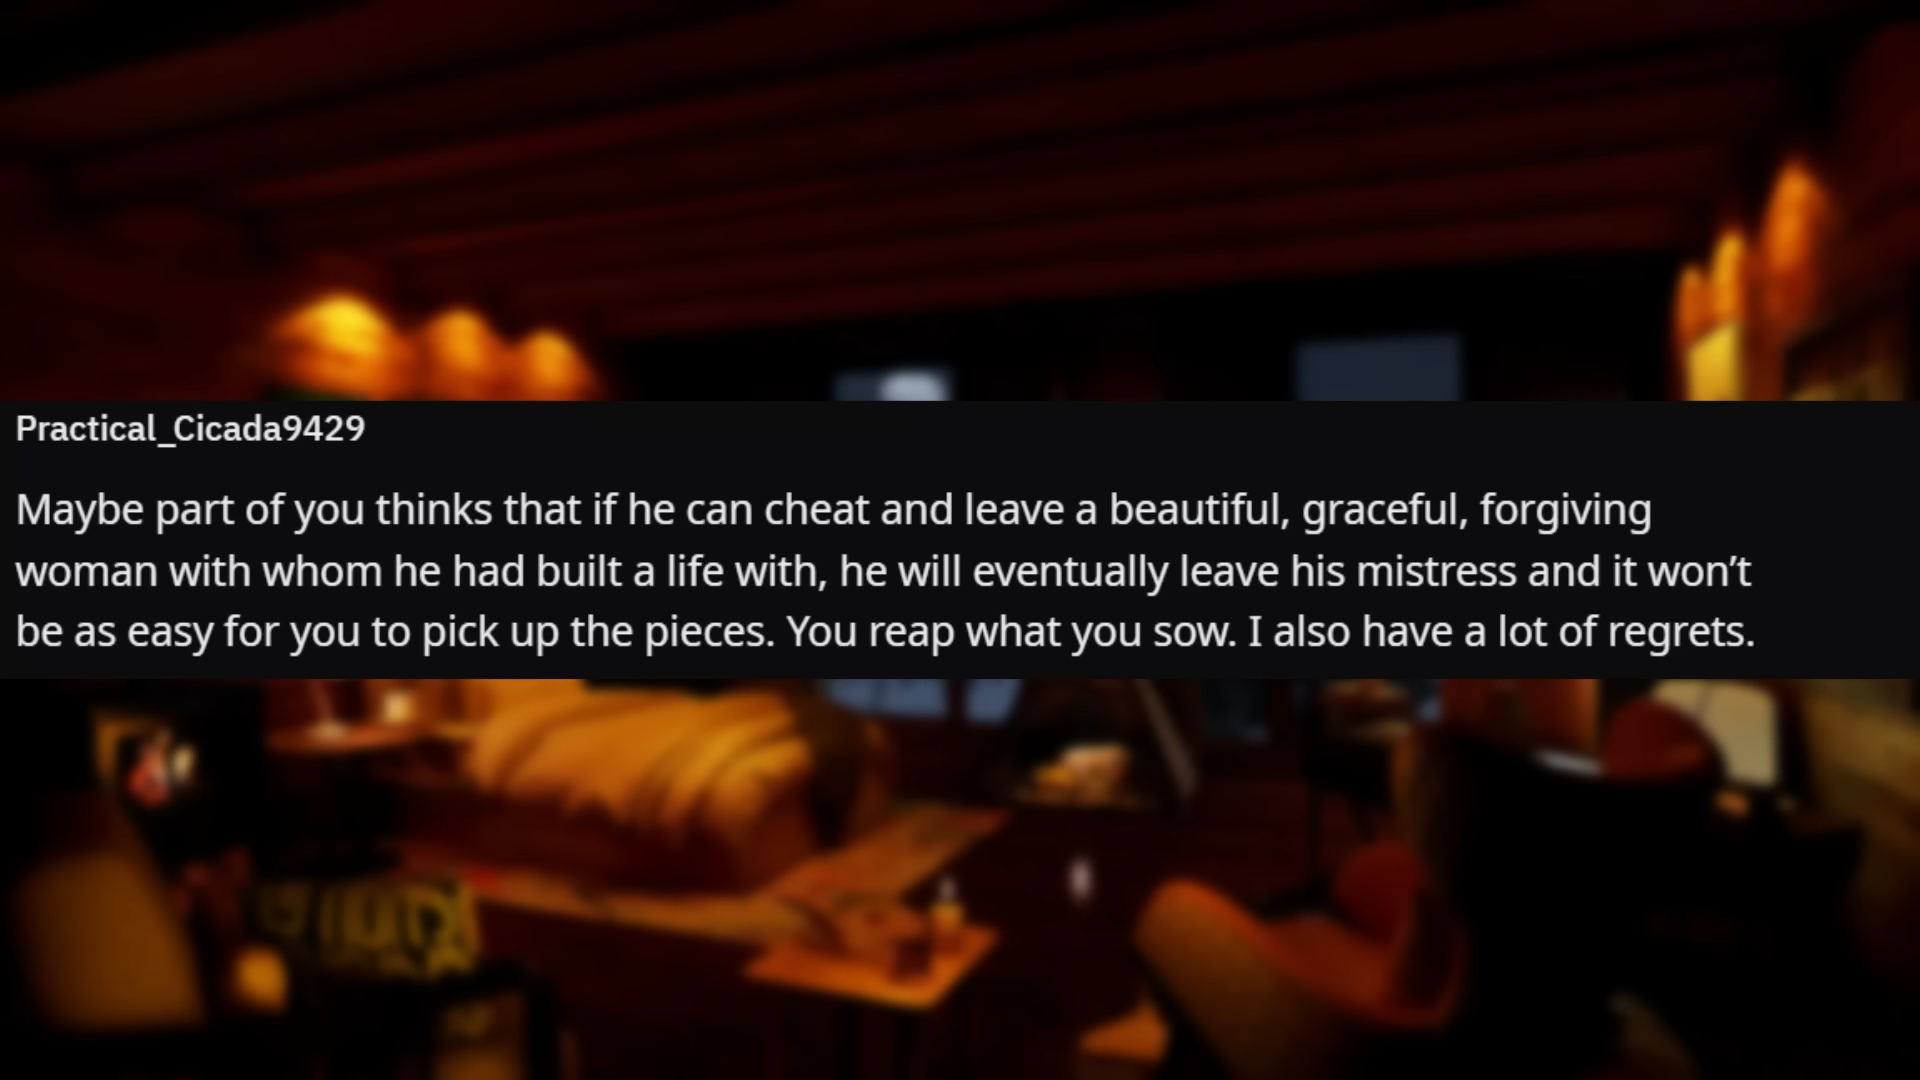 Practical_Cicada9429
Maybe part of you thinks that if he can cheat and leave a beautiful, graceful, forgiving
woman with whom he had built a life with, he will eventually leave his mistress and it won’t
be as easy for you to pick up the pieces. You reap what you sow. I also have a lot of regrets.